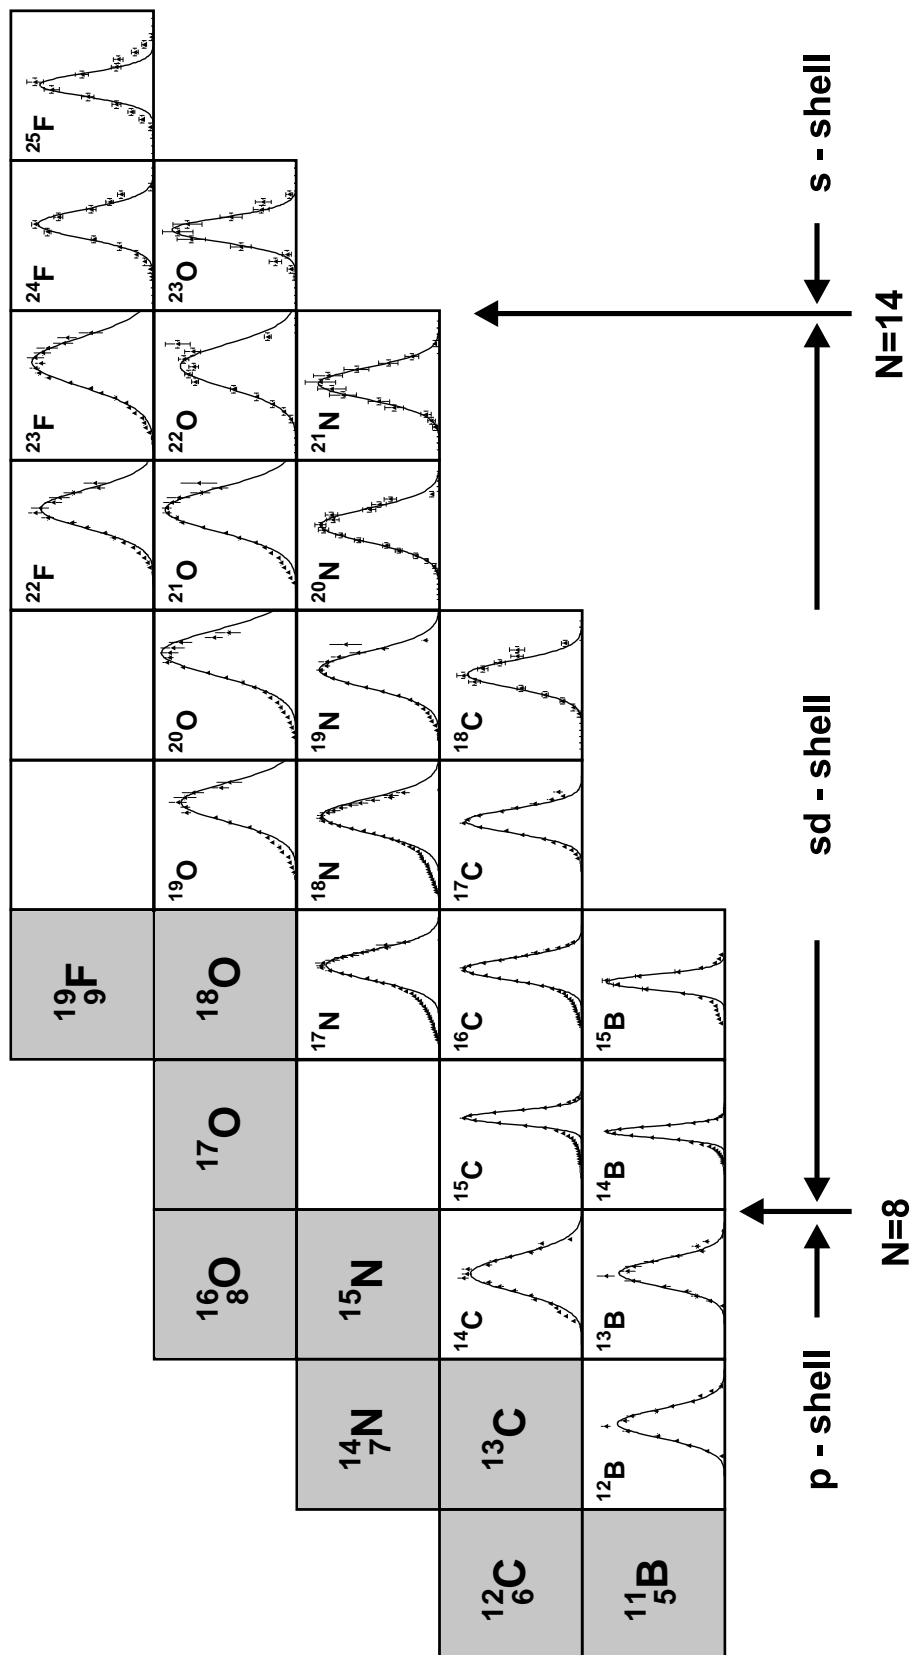 ¹⁹₉F ²²F ²³F ²⁴F ²⁵F
¹⁶₈O ¹⁷O ¹⁸O ¹⁹O ²⁰O ²¹O ²²O ²³O
¹⁴₇N ¹⁵N ¹⁷N ¹⁸N ¹⁹N ²⁰N ²¹N
¹²₆C ¹³C ¹⁴C ¹⁵C ¹⁶C ¹⁷C ¹⁸C
¹¹₅B ¹²B ¹³B ¹⁴B ¹⁵B
p - shell sd - shell s - shell
N=8 N=14